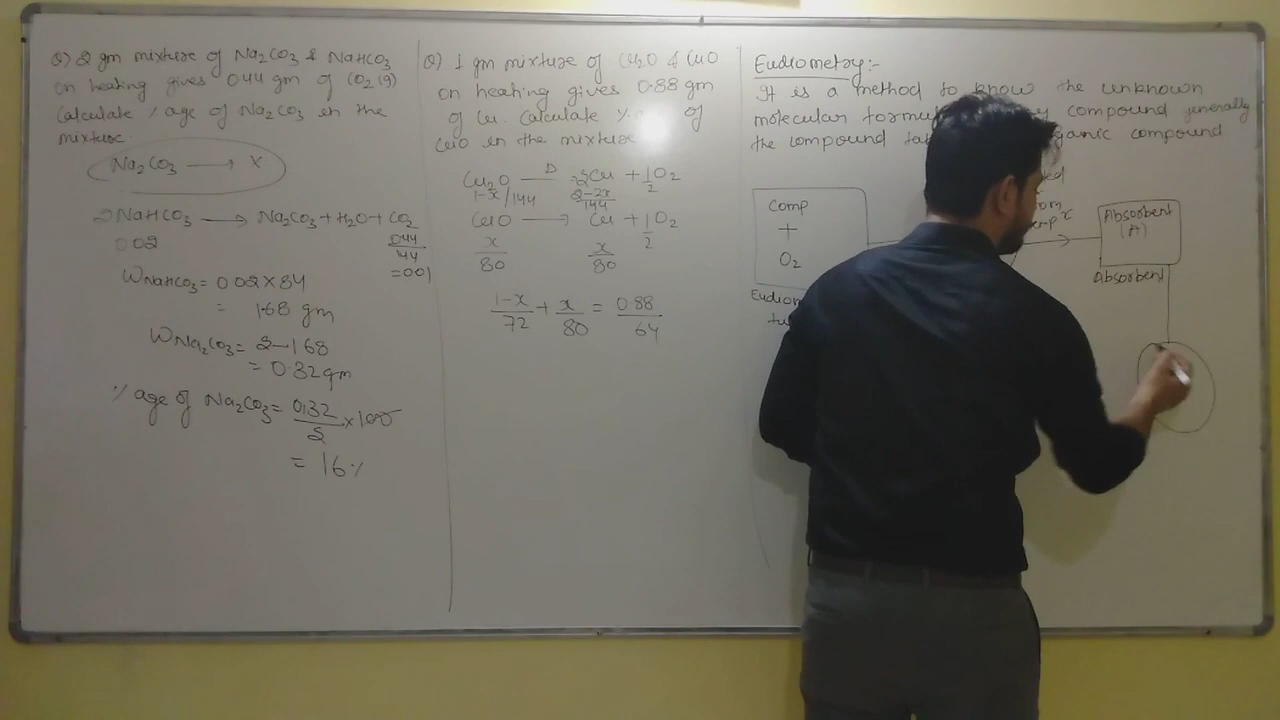 Q) 2 gm mixture of Na2CO3 & NaHCO3
on heating gives 0.44 gm of CO2(g)
Calculate % age of Na2CO3 in the
mixture.
Na2CO3 ⟶ X
2NaHCO3 ⟶ Na2CO3 + H2O + CO2
0.02
0.44
44
= 0.01
WNaHCO3 = 0.02 x 84
= 1.68 gm
WNa2CO3 = 2-1.68
= 0.32 gm
% age of Na2CO3 = 0.32/2 x 100
= 16%
Q) 1 gm mixture of Cu2O & CuO
on heating gives 0.88 gm
of Cu. Calculate % of
CuO in the mixture
Cu2O ⟶ 2Cu + 1/2 O2
1-x/144 2-2x/144
CuO ⟶ Cu + 1/2 O2
x/80 x/80
1-x/72 + x/80 = 0.88/64
Eudiometry:-
It is a method to know the unknown
molecular compound generally
the compound compound
Comp
+
O2
Absorbent
(A)
Absorbent